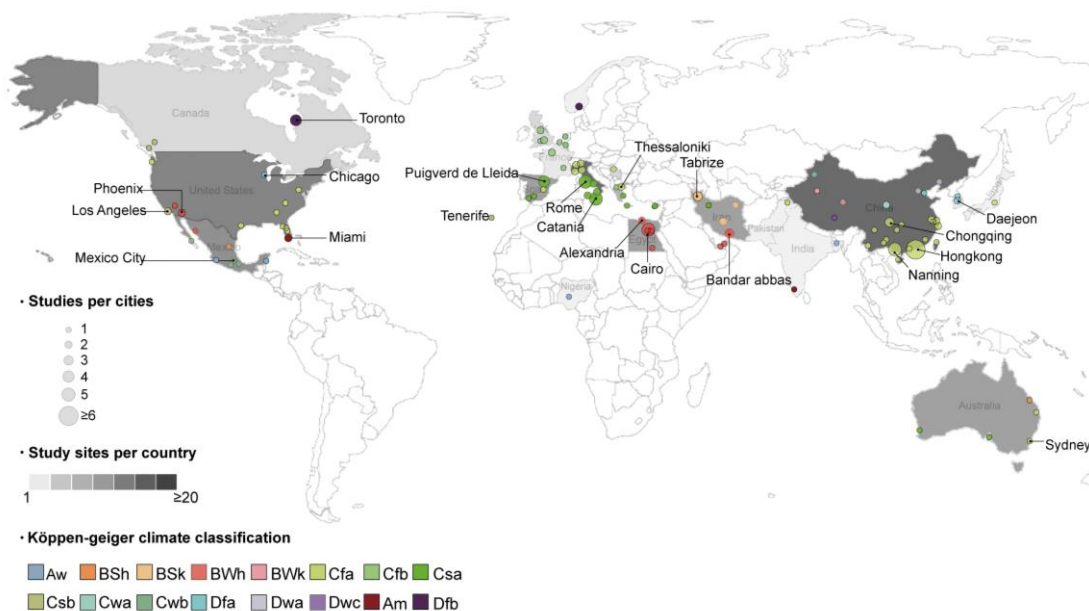 Canada
Toronto
United States
Chicago
Phoenix
Los Angeles
Miami
Mexico
Mexico City
France
Puigverd de Lleida
Thessaloniki
Tabrize
Rome
Tenerife
Catania
Alexandria
Egypt
Cairo
Iran
Pakistan
Bandar abbas
India
Nigeria
China
Japan
Daejeon
Chongqing
Hongkong
Nanning
Australia
Sydney
· Studies per cities
1
2
3
4
5
≥6
· Study sites per country
1 ≥20
· Köppen-geiger climate classification
Aw BSh BSk BWh BWk Cfa Cfb Csa
Csb Cwa Cwb Dfa Dwa Dwc Am Dfb